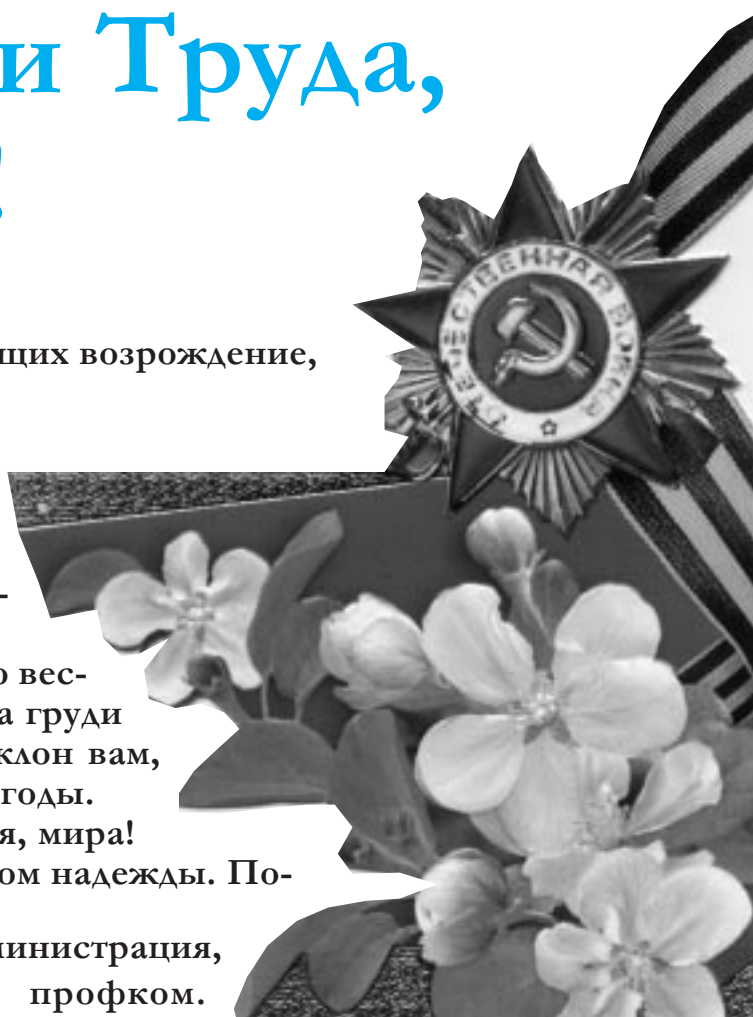 и Труда,
!
щих возрождение,
ОТЕЧЕСТВЕННАЯ ВОЙНА
-
о вес-
а груди
клон вам,
годы.
я, мира!
ом надежды. По-
министрация,
профком.